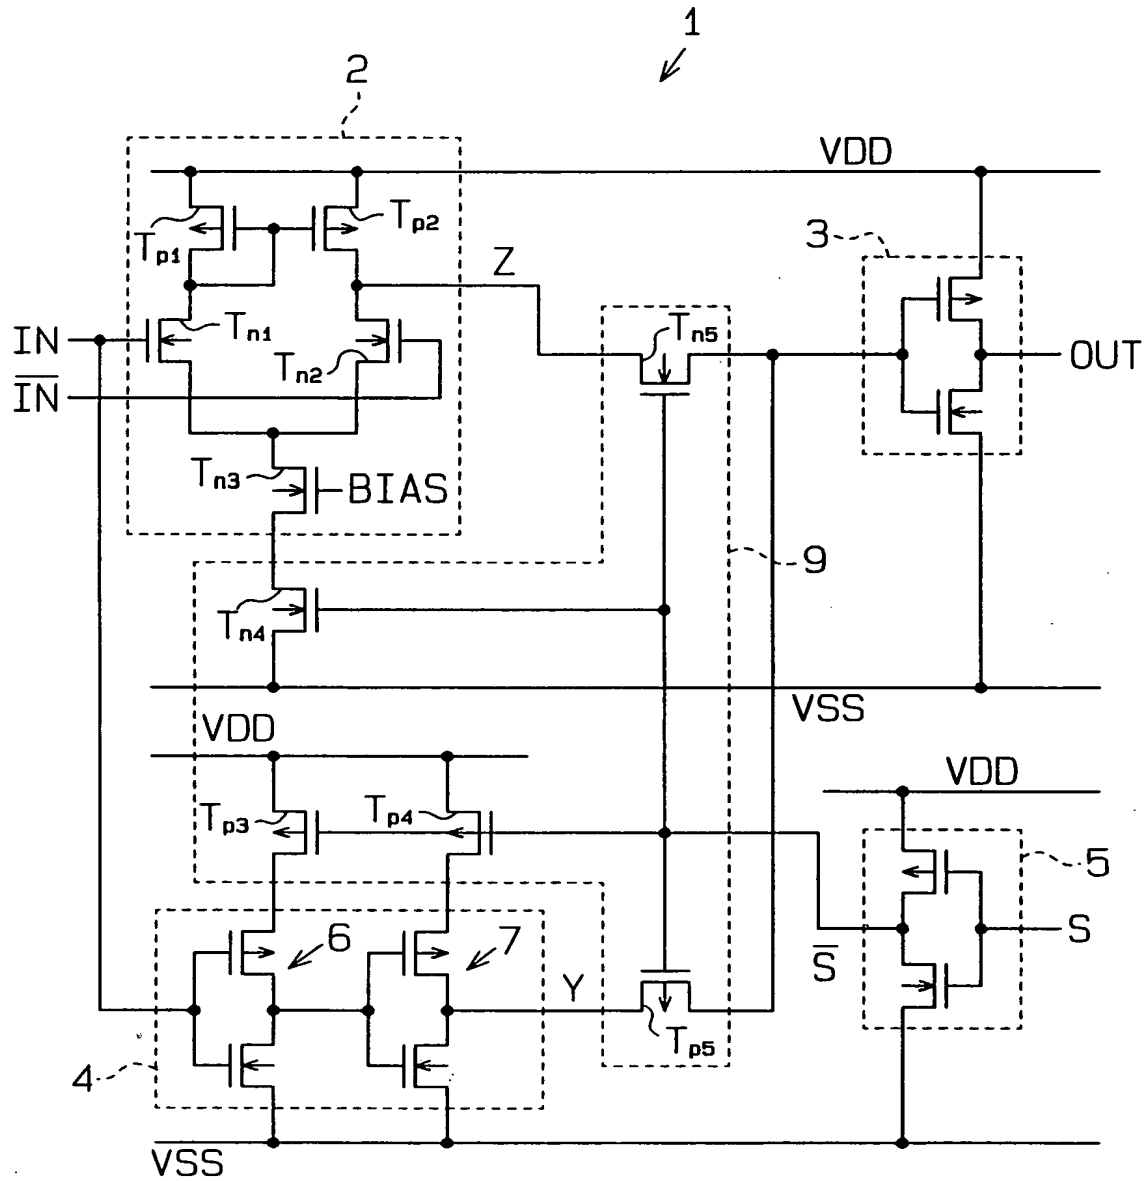 1
2
VDD
Tp1
Tp2
3
Z
IN
Tn1
Tn5
Tn2
OUT
I̅N̅
Tn3
BIAS
9
Tn4
VSS
VDD
VDD
Tp3
Tp4
5
6
7
S
S̅
Y
Tp5
4
VSS